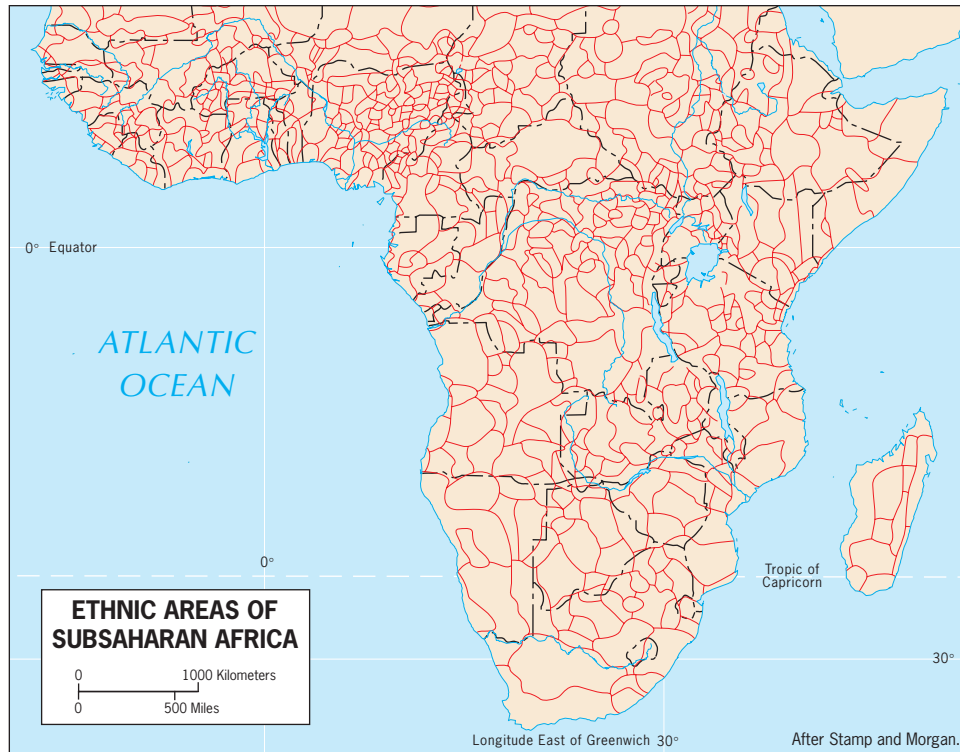 0° Equator
ATLANTIC
OCEAN
0°
Tropic of
Capricorn
ETHNIC AREAS OF
SUBSAHARAN AFRICA
0 1000 Kilometers
0 500 Miles
30°
Longitude East of Greenwich 30°
After Stamp and Morgan.